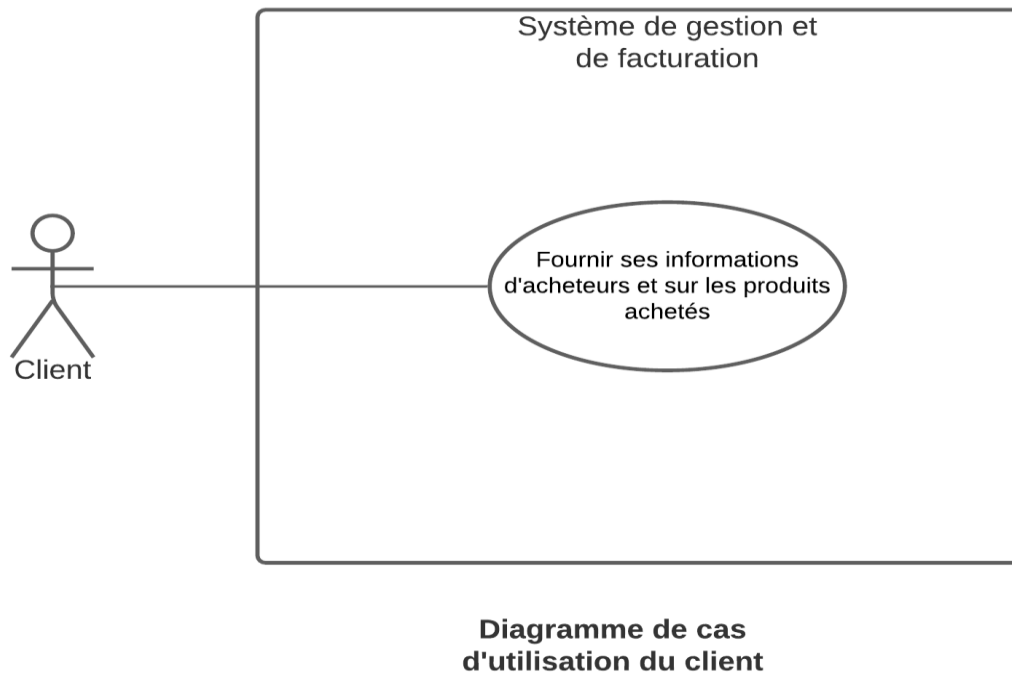 Système de gestion et
de facturation
Fournir ses informations
d'acheteurs et sur les produits
achetés
Client
Diagramme de cas
d'utilisation du client